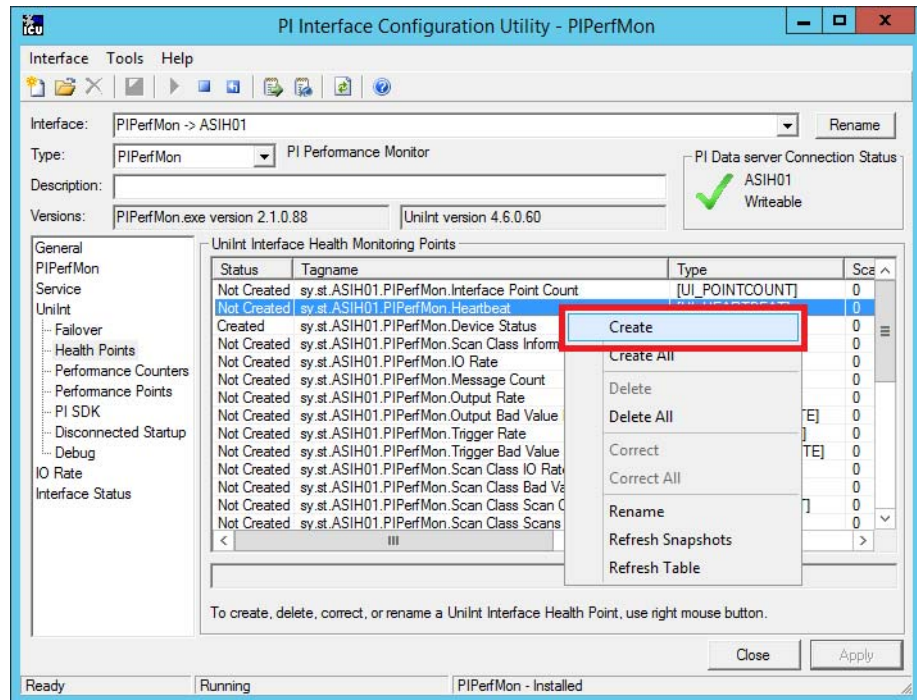 ICU
PI Interface Configuration Utility - PIPerfMon
Interface Tools Help
Interface: PIPerfMon -> ASIH01 Rename
Type: PIPerfMon PI Performance Monitor
PI Data server Connection Status
ASIH01
Writeable
Description:
Versions: PIPerfMon.exe version 2.1.0.88 UniInt version 4.6.0.60
General
PIPerfMon
Service
UniInt
Failover
Health Points
Performance Counters
Performance Points
PI SDK
Disconnected Startup
Debug
IO Rate
Interface Status
UniInt Interface Health Monitoring Points
Status Tagname Type Sca
Not Created sy.st.ASIH01.PIPerfMon.Interface Point Count [UI_POINTCOUNT] 0
Not Created sy.st.ASIH01.PIPerfMon.Heartbeat [UI_HEARTBEAT] 0
Created sy.st.ASIH01.PIPerfMon.Device Status 0
Not Created sy.st.ASIH01.PIPerfMon.Scan Class Inform 0
Not Created sy.st.ASIH01.PIPerfMon.IO Rate 0
Not Created sy.st.ASIH01.PIPerfMon.Message Count 0
Not Created sy.st.ASIH01.PIPerfMon.Output Rate 0
Not Created sy.st.ASIH01.PIPerfMon.Output Bad Value E] 0
Not Created sy.st.ASIH01.PIPerfMon.Trigger Rate ] 0
Not Created sy.st.ASIH01.PIPerfMon.Trigger Bad Value TE] 0
Not Created sy.st.ASIH01.PIPerfMon.Scan Class IO Rat 0
Not Created sy.st.ASIH01.PIPerfMon.Scan Class Bad Va 0
Not Created sy.st.ASIH01.PIPerfMon.Scan Class Scan C ] 0
Not Created sy.st.ASIH01.PIPerfMon.Scan Class Scans 0
Create
Create All
Delete
Delete All
Correct
Correct All
Rename
Refresh Snapshots
Refresh Table
To create, delete, correct, or rename a UniInt Interface Health Point, use right mouse button.
Close Apply
Ready Running PIPerfMon - Installed